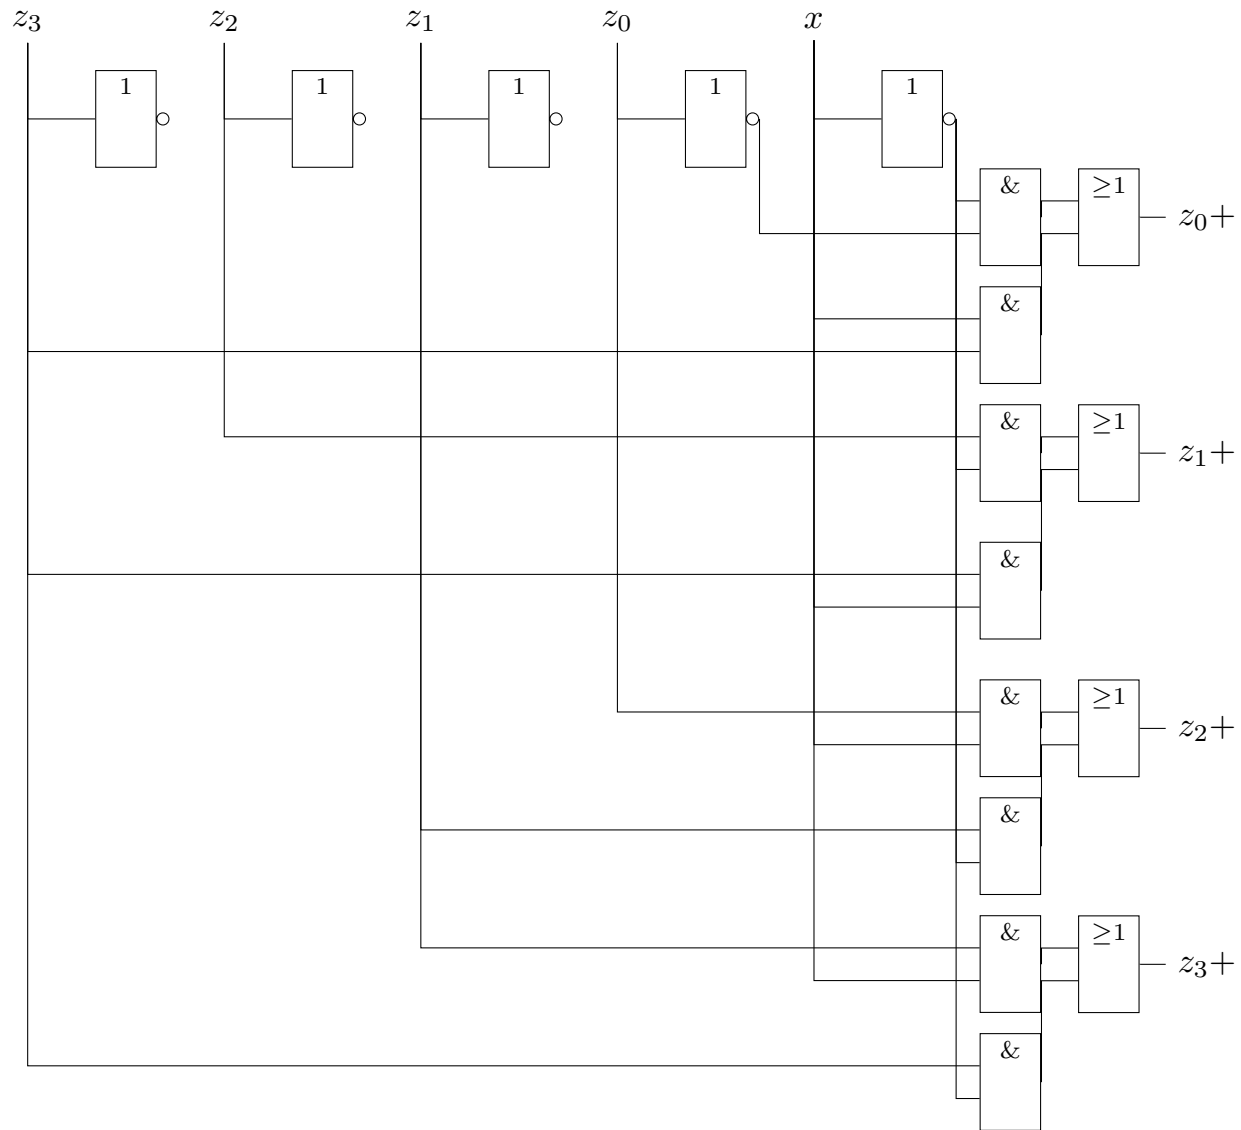 z₃ z₂ z₁ z₀ x
1 1 1 1 1
& ≥1 z₀+
&
& ≥1 z₁+
&
& ≥1 z₂+
&
& ≥1 z₃+
&